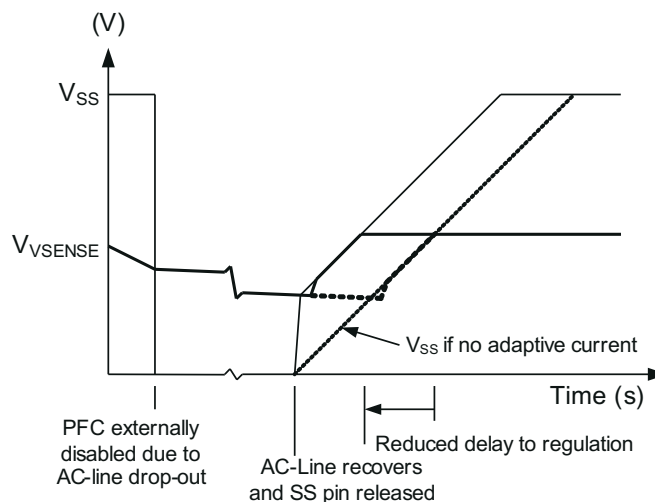 (V)
VSS
VVSENSE
VSS if no adaptive current
Time (s)
PFC externally
disabled due to
AC-line drop-out
AC-Line recovers
and SS pin released
Reduced delay to regulation